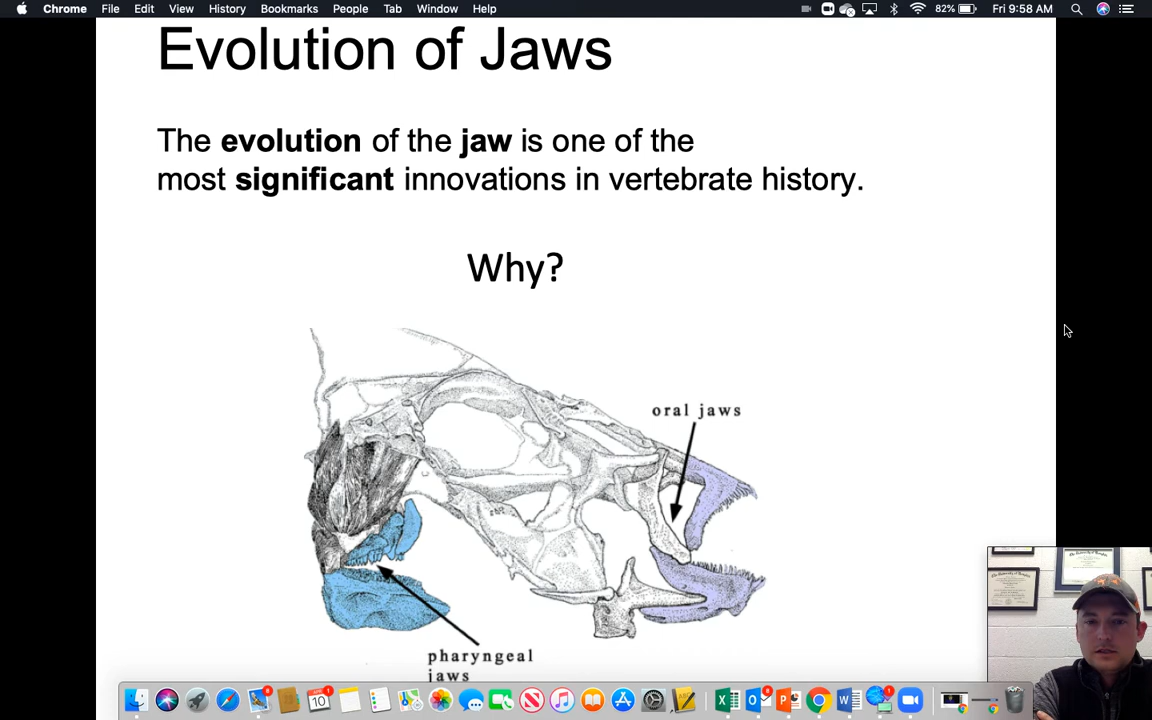 Chrome File Edit View History Bookmarks People Tab Window Help 82% Fri 9:58 AM
Evolution of Jaws
The evolution of the jaw is one of the
most significant innovations in vertebrate history.
Why?
oral jaws
pharyngeal
jaws